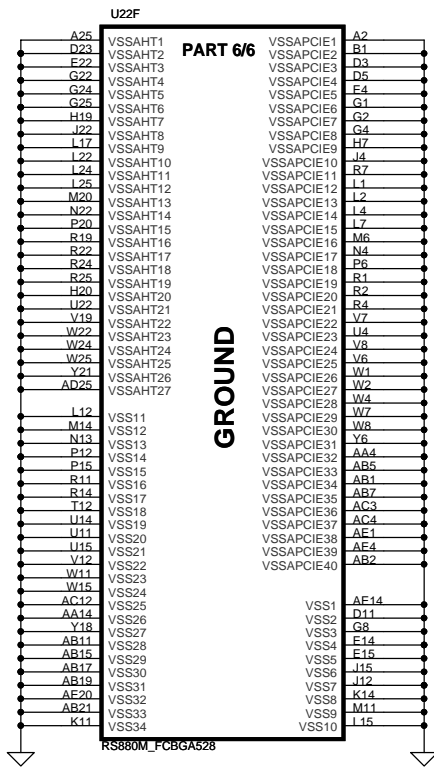 U22F
PART 6/6
A25 VSSAHT1 VSSAPCIE1 A2
D23 VSSAHT2 VSSAPCIE2 B1
E22 VSSAHT3 VSSAPCIE3 D3
G22 VSSAHT4 VSSAPCIE4 D5
G24 VSSAHT5 VSSAPCIE5 E4
G25 VSSAHT6 VSSAPCIE6 G1
H19 VSSAHT7 VSSAPCIE7 G2
J22 VSSAHT8 VSSAPCIE8 G4
L17 VSSAHT9 VSSAPCIE9 H7
L22 VSSAHT10 VSSAPCIE10 J4
L24 VSSAHT11 VSSAPCIE11 R7
L25 VSSAHT12 VSSAPCIE12 L1
M20 VSSAHT13 VSSAPCIE13 L2
N22 VSSAHT14 VSSAPCIE14 L4
P20 VSSAHT15 VSSAPCIE15 L7
R19 VSSAHT16 VSSAPCIE16 M6
R22 VSSAHT17 VSSAPCIE17 N4
R24 VSSAHT18 VSSAPCIE18 P6
R25 VSSAHT19 VSSAPCIE19 R1
H20 VSSAHT20 VSSAPCIE20 R2
U22 VSSAHT21 VSSAPCIE21 R4
V19 VSSAHT22 VSSAPCIE22 V7
W22 VSSAHT23 VSSAPCIE23 U4
W24 VSSAHT24 VSSAPCIE24 V8
W25 VSSAHT25 VSSAPCIE25 V6
Y21 VSSAHT26 VSSAPCIE26 W1
AD25 VSSAHT27 VSSAPCIE27 W2
VSSAPCIE28 W4
L12 VSS11 VSSAPCIE29 W7
M14 VSS12 VSSAPCIE30 W8
N13 VSS13 VSSAPCIE31 Y6
P12 VSS14 VSSAPCIE32 AA4
P15 VSS15 VSSAPCIE33 AB5
R11 VSS16 VSSAPCIE34 AB1
R14 VSS17 VSSAPCIE35 AB7
T12 VSS18 VSSAPCIE36 AC3
U14 VSS19 VSSAPCIE37 AC4
U11 VSS20 VSSAPCIE38 AE1
U15 VSS21 VSSAPCIE39 AE4
V12 VSS22 VSSAPCIE40 AB2
W11 VSS23
W15 VSS24
AC12 VSS25 VSS1 AE14
AA14 VSS26 VSS2 D11
Y18 VSS27 VSS3 G8
AB11 VSS28 VSS4 E14
AB15 VSS29 VSS5 E15
AB17 VSS30 VSS6 J15
AB19 VSS31 VSS7 J12
AE20 VSS32 VSS8 K14
AB21 VSS33 VSS9 M11
K11 VSS34 VSS10 L15
GROUND
RS880M_FCBGA528